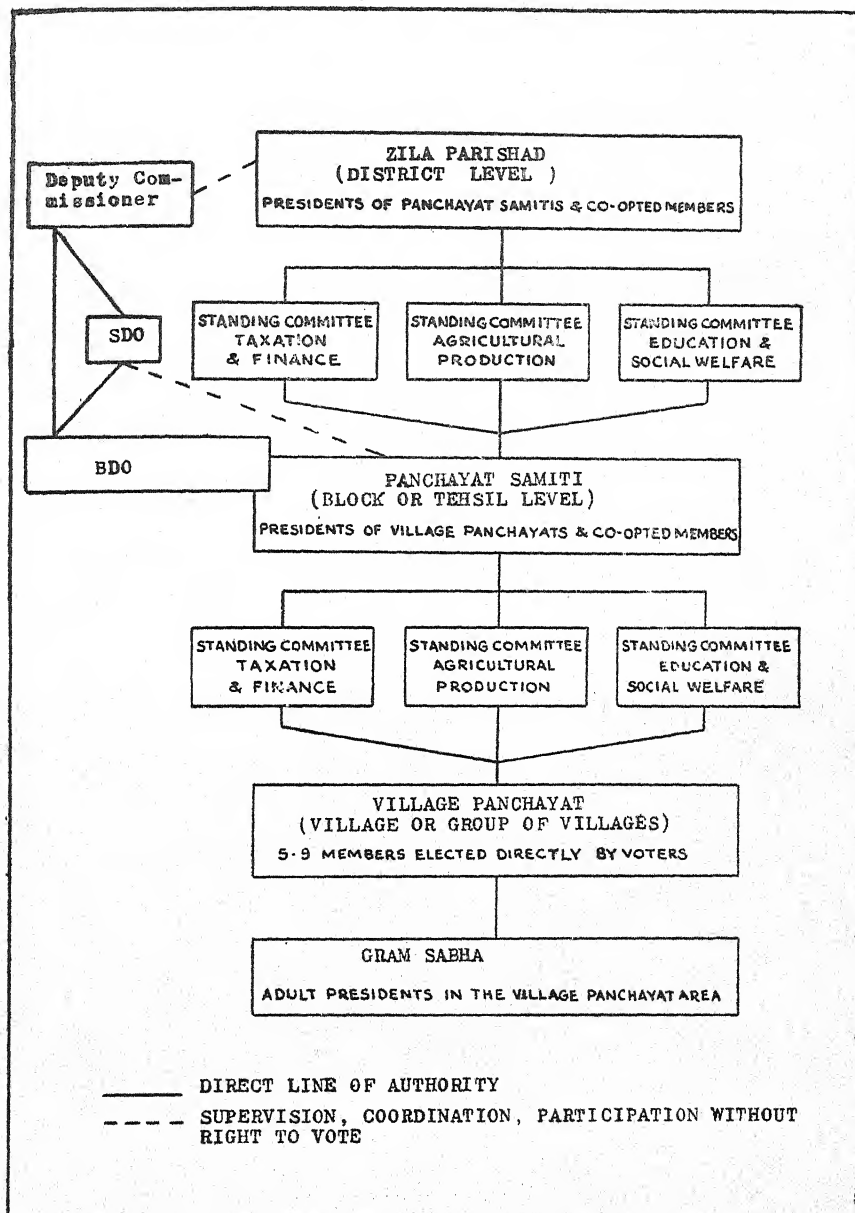 ZILA PARISHAD
(DISTRICT LEVEL )
PRESIDENTS OF PANCHAYAT SAMITIS & CO-OPTED MEMBERS
Deputy Com-
missioner
SDO
BDO
STANDING COMMITTEE
TAXATION
& FINANCE
STANDING COMMITTEE
AGRICULTURAL
PRODUCTION
STANDING COMMITTEE
EDUCATION &
SOCIAL WELFARE
PANCHAYAT SAMITI
(BLOCK OR TEHSIL LEVEL)
PRESIDENTS OF VILLAGE PANCHAYATS & CO-OPTED MEMBERS
STANDING COMMITTEE
TAXATION
& FINANCE
STANDING COMMITTEE
AGRICULTURAL
PRODUCTION
STANDING COMMITTEE
EDUCATION &
SOCIAL WELFARE
VILLAGE PANCHAYAT
(VILLAGE OR GROUP OF VILLAGES)
5-9 MEMBERS ELECTED DIRECTLY BY VOTERS
GRAM SABHA
ADULT PRESIDENTS IN THE VILLAGE PANCHAYAT AREA
DIRECT LINE OF AUTHORITY
SUPERVISION, COORDINATION, PARTICIPATION WITHOUT
RIGHT TO VOTE